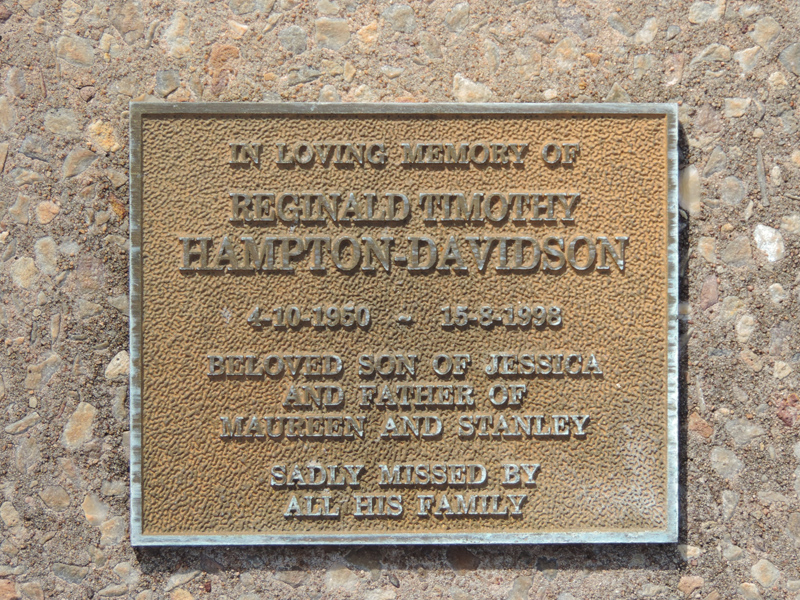 IN LOVING MEMORY OF
REGINALD TIMOTHY
HAMPTON-DAVIDSON
4-10-1950 ~ 15-8-1998
BELOVED SON OF JESSICA
AND FATHER OF
MAUREEN AND STANLEY
SADLY MISSED BY
ALL HIS FAMILY